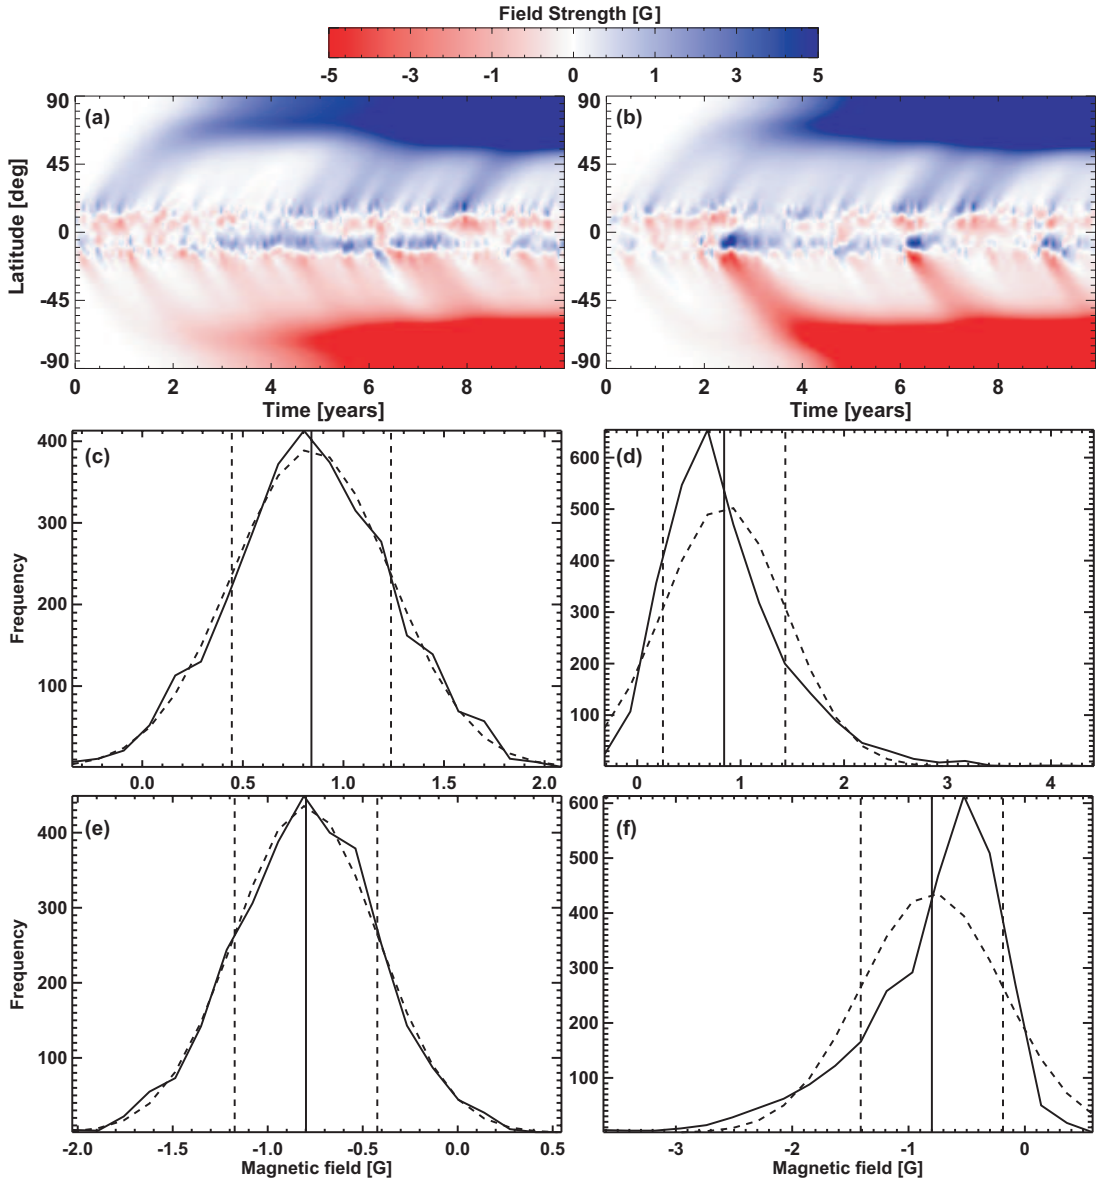 Field Strength [G]
-5 -3 -1 0 1 3 5
(a) (b)
90 45 0 -45 -90
90 45 0 -45 -90
Latitude [deg]
0 2 4 6 8
0 2 4 6 8
Time [years] Time [years]
(c) (d)
400 300 200 100
600 500 400 300 200 100
Frequency
0.0 0.5 1.0 1.5 2.0
0 1 2 3 4
(e) (f)
400 300 200 100
600 500 400 300 200 100
Frequency
-2.0 -1.5 -1.0 -0.5 0.0 0.5
-3 -2 -1 0
Magnetic field [G] Magnetic field [G]